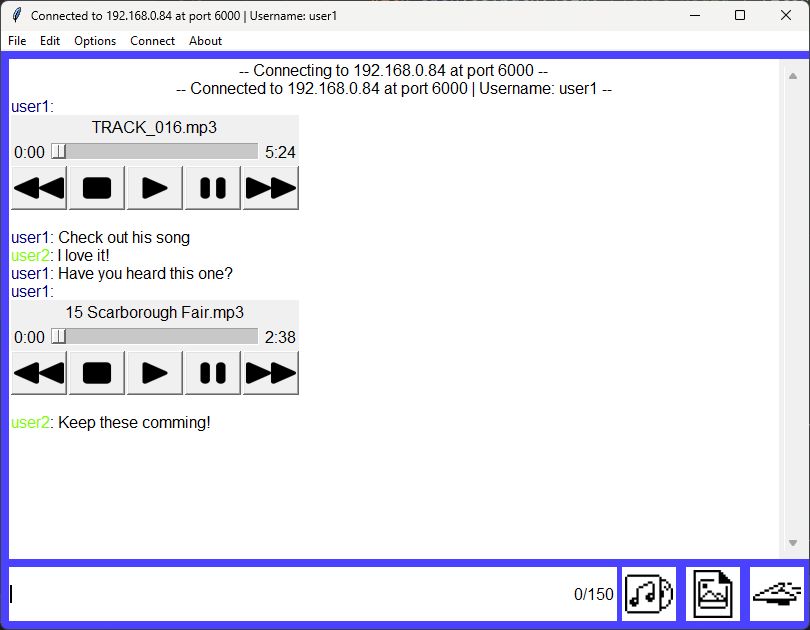 Connected to 192.168.0.84 at port 6000 | Username: user1
File Edit Options Connect About
-- Connecting to 192.168.0.84 at port 6000 --
-- Connected to 192.168.0.84 at port 6000 | Username: user1 --
user1:
TRACK_016.mp3
0:00 5:24
user1: Check out his song
user2: I love it!
user1: Have you heard this one?
user1:
15 Scarborough Fair.mp3
0:00 2:38
user2: Keep these comming!
0/150